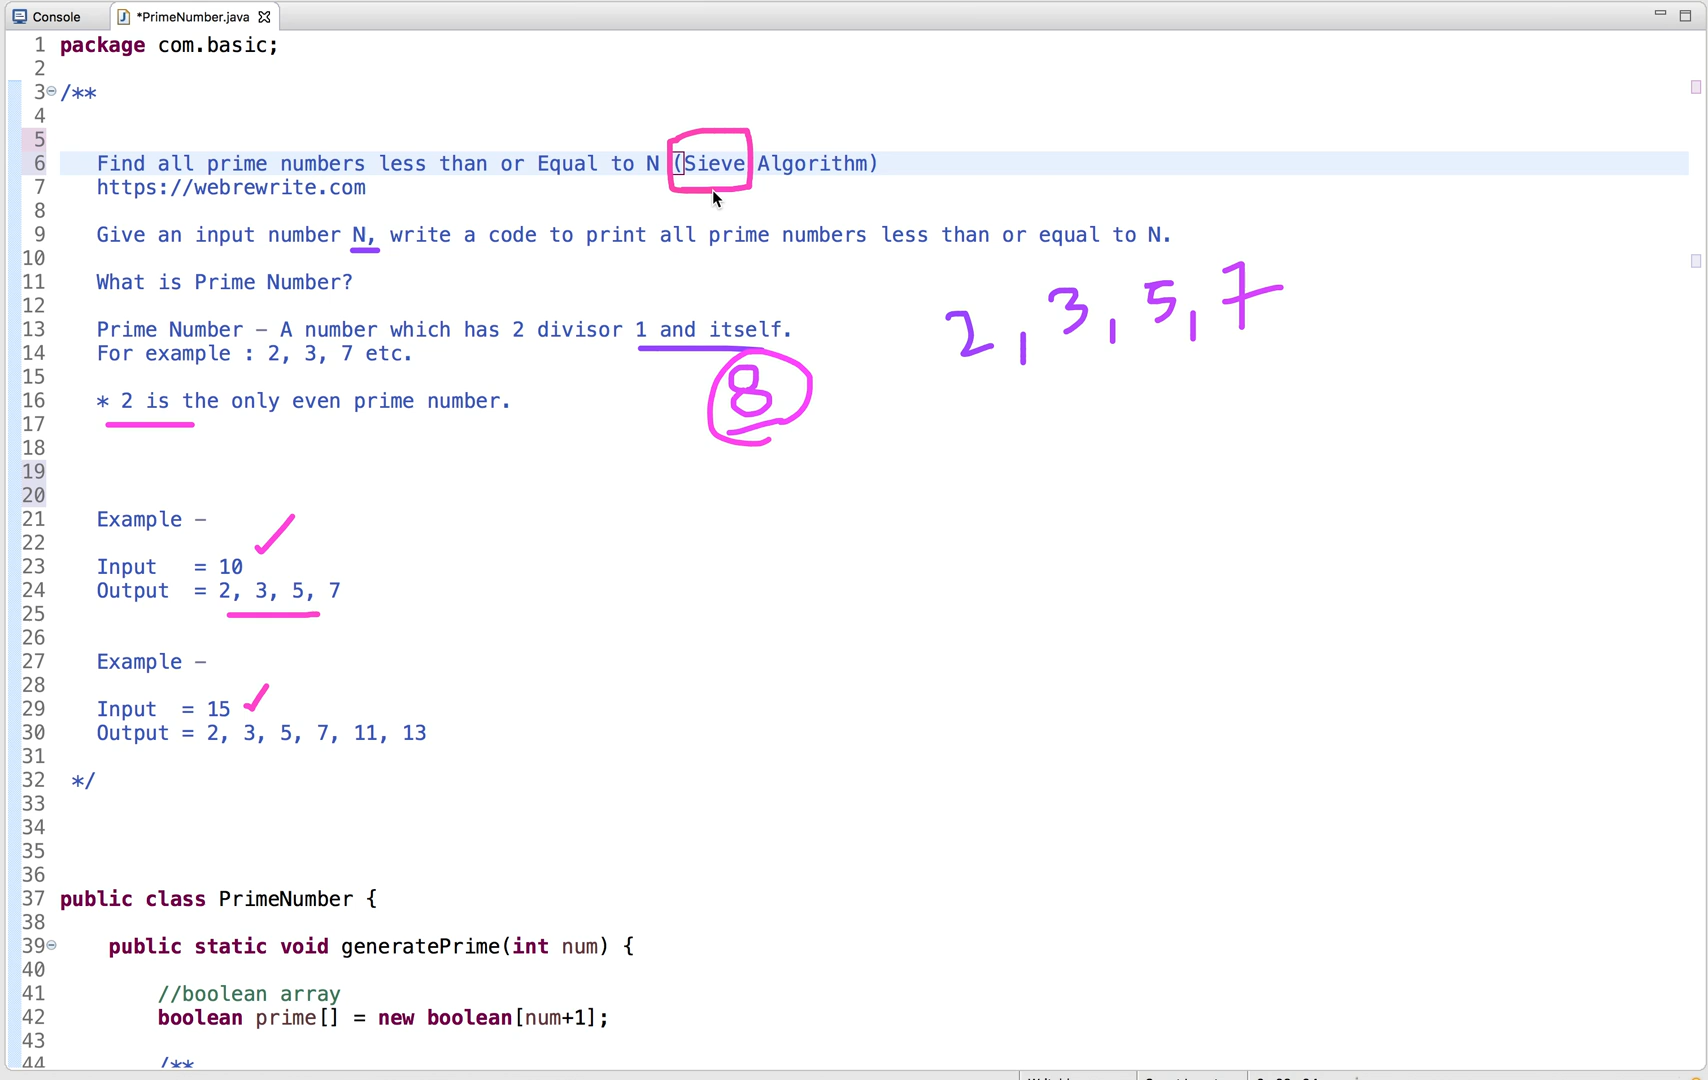 Console
*PrimeNumber.java
1 package com.basic;
2
3 /**
4
5
6 Find all prime numbers less than or Equal to N (Sieve Algorithm)
7 https://webrewrite.com
8
9 Give an input number N, write a code to print all prime numbers less than or equal to N.
10
11 What is Prime Number?
12
2, 3, 5, 7
13 Prime Number – A number which has 2 divisor 1 and itself.
14 For example : 2, 3, 7 etc.
15
8
16 * 2 is the only even prime number.
17
18
19
20
21 Example –
22
23 Input = 10
24 Output = 2, 3, 5, 7
25
26
27 Example –
28
29 Input = 15
30 Output = 2, 3, 5, 7, 11, 13
31
32 */
33
34
35
36
37 public class PrimeNumber {
38
39 public static void generatePrime(int num) {
40
41 //boolean array
42 boolean prime[] = new boolean[num+1];
43
44 /**